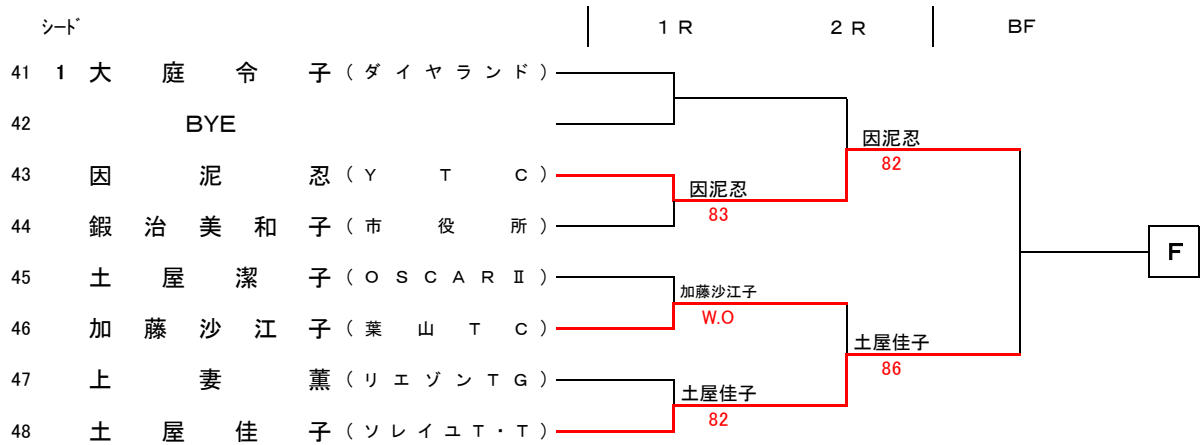 シード 1R 2R BF
41 1 大庭令子(ダイヤランド)
42 BYE
因泥忍
82
43 因泥忍(YTC)
因泥忍
83
44 鍜治美和子(市役所)
F
45 土屋潔子(OSCARⅡ)
加藤沙江子
W.O
46 加藤沙江子(葉山TC)
土屋佳子
86
47 上妻薫(リエゾンTG)
土屋佳子
82
48 土屋佳子(ソレイユT・T)